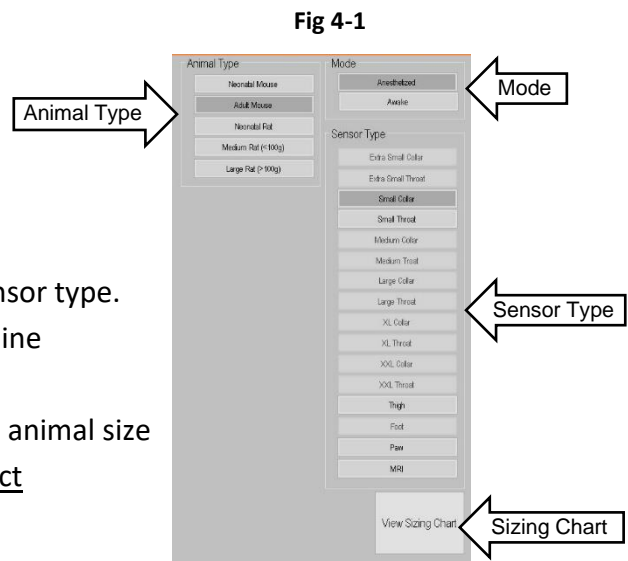 Fig 4-1
Animal Type
Neonatal Mouse
Adult Mouse
Neonatal Rat
Medium Rat (<100g)
Large Rat (>100g)
Mode
Anesthetized
Awake
Sensor Type
Extra Small Collar
Extra Small Throat
Small Collar
Small Throat
Medium Collar
Medium Treat
Large Collar
Large Throat
XL Collar
XL Throat
XXL Collar
XXL Throat
Thigh
Foot
Paw
MRI
View Sizing Chart
Animal Type
Mode
Sensor Type
Sizing Chart
nsor type.
ine
animal size
ct